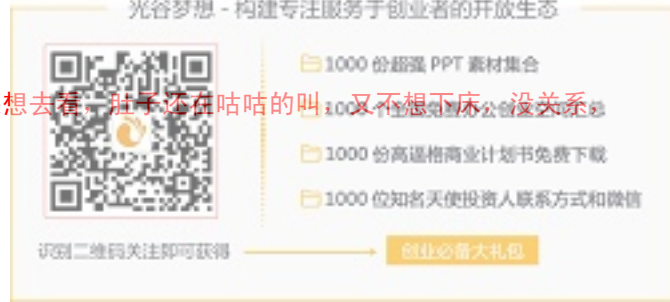 光谷梦想 - 构建专注服务于创业者的开放生态
1000 份超强 PPT 素材集合
想去看，肚子还在咕咕的叫，又不想下床，没关系，
1000
1000 份高逼格商业计划书免费下载
1000 位知名天使投资人联系方式和微信
识别二维码关注即可获得
创业必备大礼包